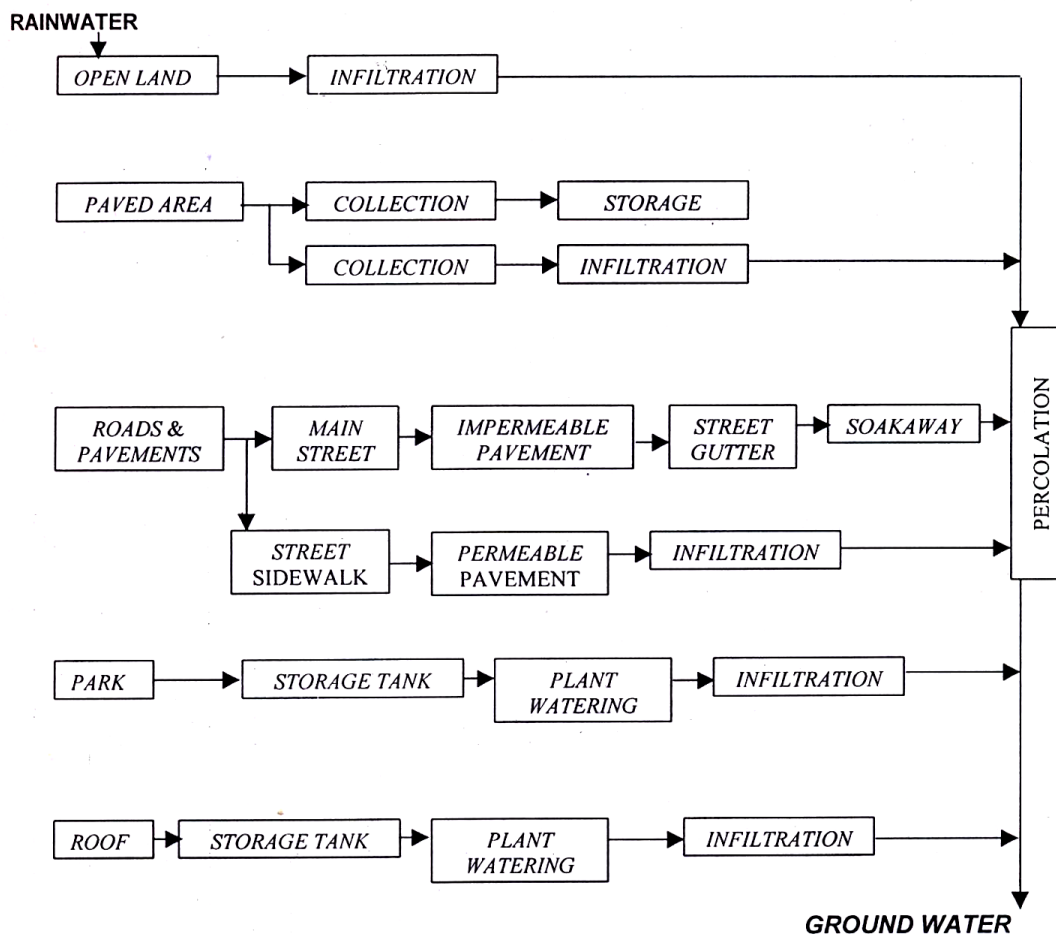 RAINWATER
OPEN LAND
INFILTRATION
PAVED AREA
COLLECTION
STORAGE
COLLECTION
INFILTRATION
ROADS &
PAVEMENTS
MAIN
STREET
IMPERMEABLE
PAVEMENT
STREET
GUTTER
SOAKAWAY
PERCOLATION
STREET
SIDEWALK
PERMEABLE
PAVEMENT
INFILTRATION
PARK
STORAGE TANK
PLANT
WATERING
INFILTRATION
ROOF
STORAGE TANK
PLANT
WATERING
INFILTRATION
GROUND WATER